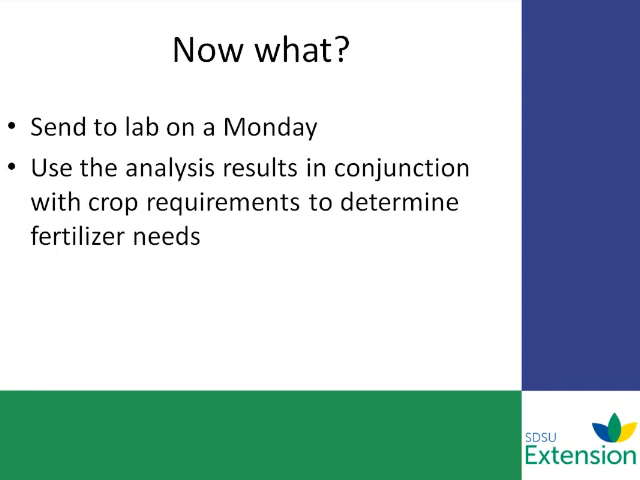 Now what?
• Send to lab on a Monday
• Use the analysis results in conjunction
with crop requirements to determine
fertilizer needs
SDSU
Extension